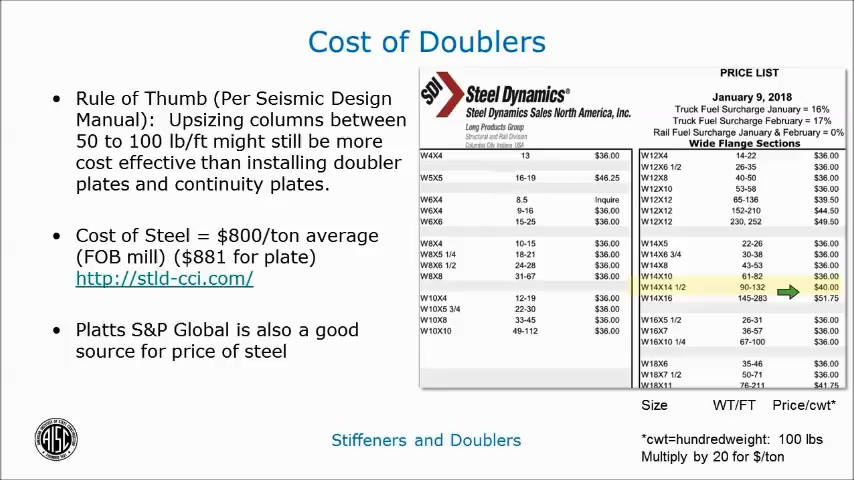 Cost of Doublers
• Rule of Thumb (Per Seismic Design
Manual): Upsizing columns between
50 to 100 lb/ft might still be more
cost effective than installing doubler
plates and continuity plates.
• Cost of Steel = $800/ton average
(FOB mill) ($881 for plate)
http://stld-cci.com/
• Platts S&P Global is also a good
source for price of steel
SDI Steel Dynamics®
Steel Dynamics Sales North America, Inc.
Long Products Group
Structural and Rail Division
Columbia City Indiana USA
PRICE LIST
January 9, 2018
Truck Fuel Surcharge January = 16%
Truck Fuel Surcharge February = 17%
Rail Fuel Surcharge January & February = 0%
Wide Flange Sections
W4X4 13 $36.00
W5X5 16-19 $46.25
W6X4 8.5 Inquire
W6X4 9-16 $36.00
W6X6 15-25 $36.00
W8X4 10-15 $36.00
W8X5 1/4 18-21 $36.00
W8X6 1/2 24-28 $36.00
W8X8 31-67 $36.00
W10X4 12-19 $36.00
W10X5 3/4 22-30 $36.00
W10X8 33-45 $36.00
W10X10 49-112 $36.00
W12X4 14-22 $36.00
W12X6 1/2 26-35 $36.00
W12X8 40-50 $36.00
W12X10 53-58 $36.00
W12X12 65-136 $39.50
W12X12 152-210 $44.50
W12X12 230, 252 $49.50
W14X5 22-26 $36.00
W14X6 3/4 30-38 $36.00
W14X8 43-53 $36.00
W14X10 61-82 $36.00
W14X14 1/2 90-132 $40.00
W14X16 145-283 $51.75
W16X5 1/2 26-31 $36.00
W16X7 36-57 $36.00
W16X10 1/4 67-100 $36.00
W18X6 35-46 $36.00
W18X7 1/2 50-71 $36.00
W18X11 76-211 $41.75
Size WT/FT Price/cwt*
*cwt=hundredweight: 100 lbs
Multiply by 20 for $/ton
AISC
Stiffeners and Doublers